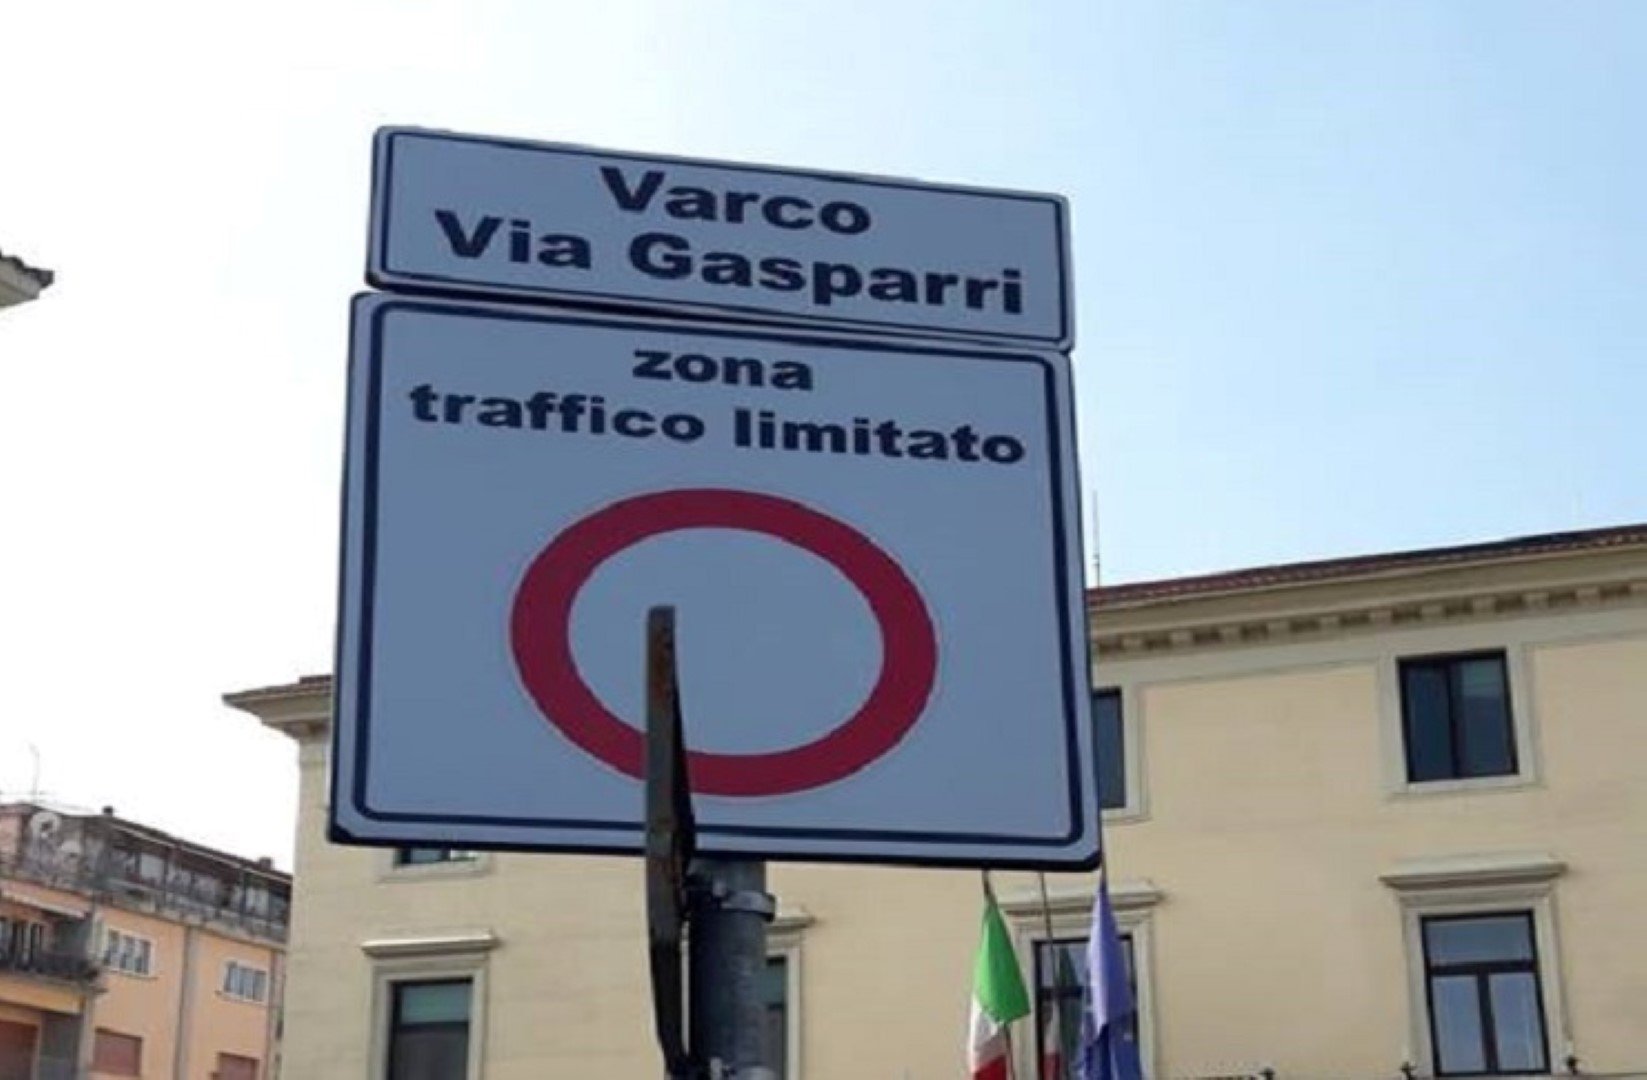 Varco
Via Gasparri
zona
traffico limitato